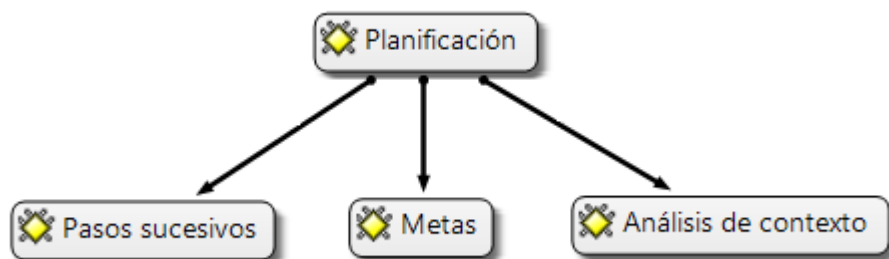 Planificación
Pasos sucesivos
Metas
Análisis de contexto